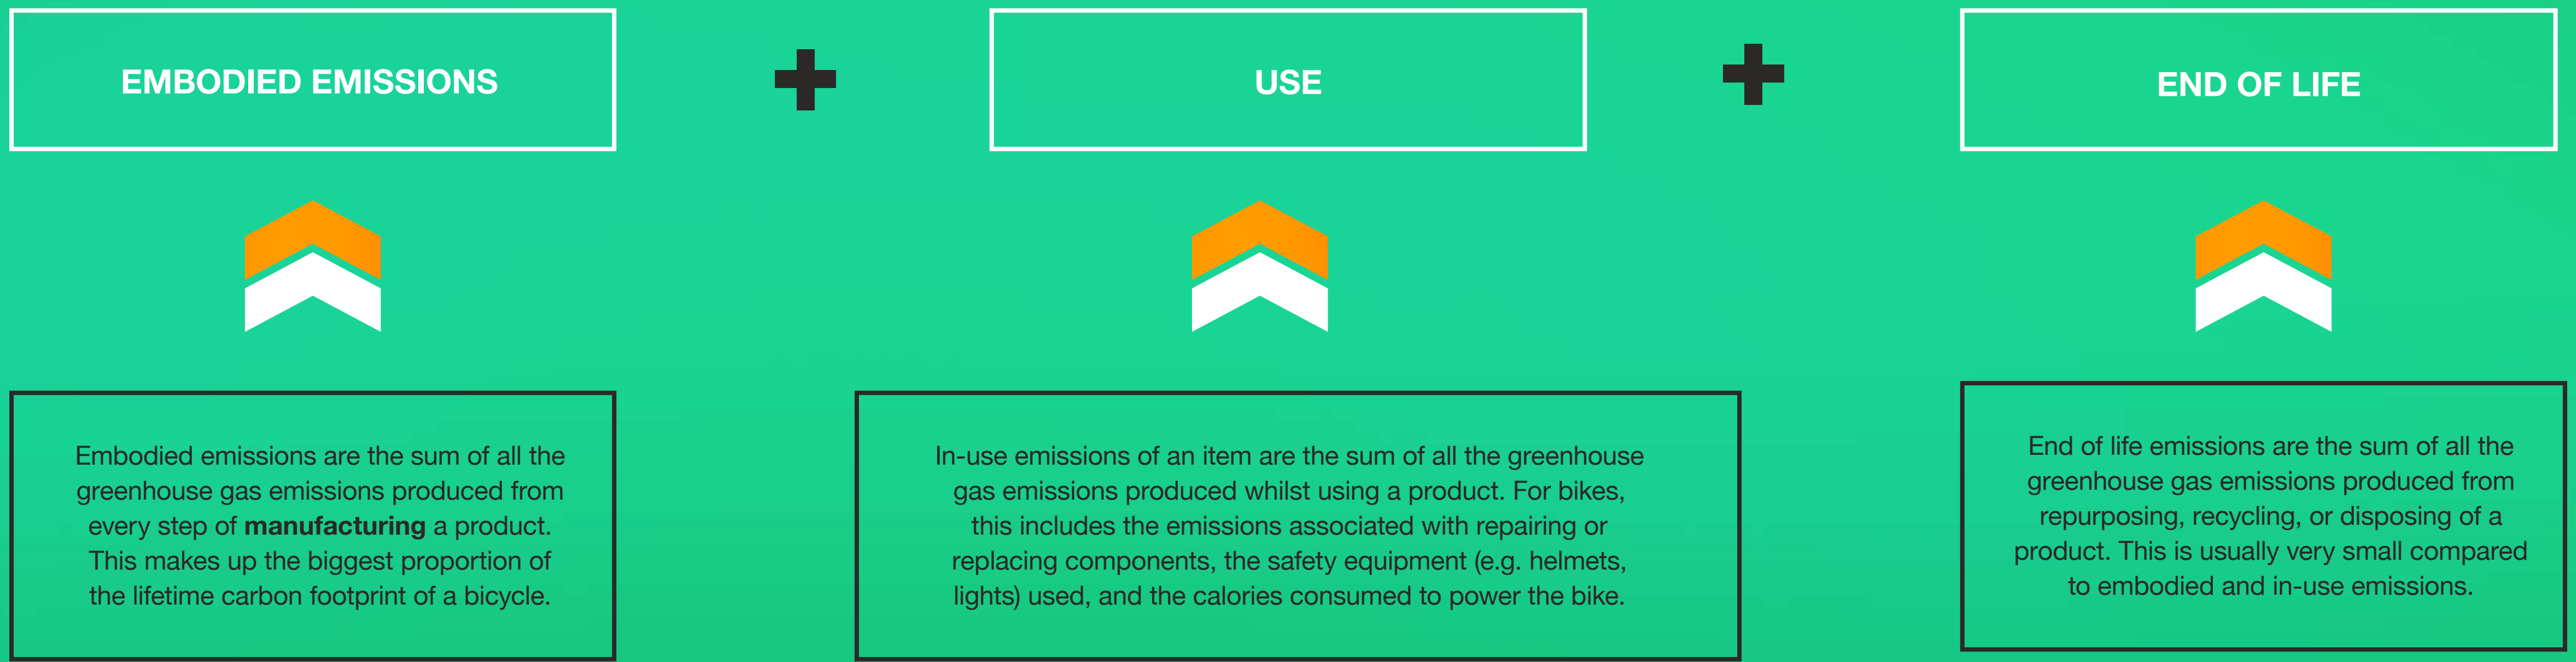 EMBODIED EMISSIONS
USE
END OF LIFE
Embodied emissions are the sum of all the
greenhouse gas emissions produced from
every step of manufacturing a product.
This makes up the biggest proportion of
the lifetime carbon footprint of a bicycle.
In-use emissions of an item are the sum of all the greenhouse
gas emissions produced whilst using a product. For bikes,
this includes the emissions associated with repairing or
replacing components, the safety equipment (e.g. helmets,
lights) used, and the calories consumed to power the bike.
End of life emissions are the sum of all the
greenhouse gas emissions produced from
repurposing, recycling, or disposing of a
product. This is usually very small compared
to embodied and in-use emissions.